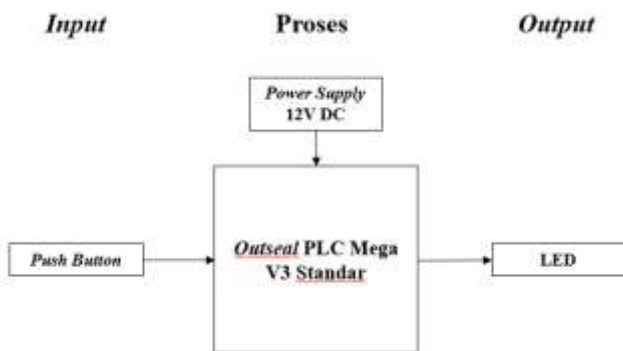 Input Proses Output
Power Supply
12V DC
Push Button
Outseal PLC Mega
V3 Standar
LED